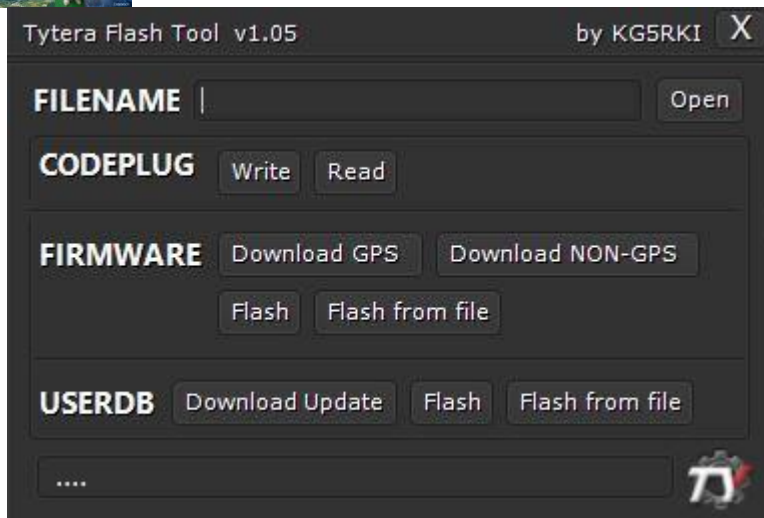 Tytera Flash Tool v1.05 by KG5RKI X
FILENAME Open
CODEPLUG Write Read
FIRMWARE Download GPS Download NON-GPS
Flash Flash from file
USERDB Download Update Flash Flash from file
....